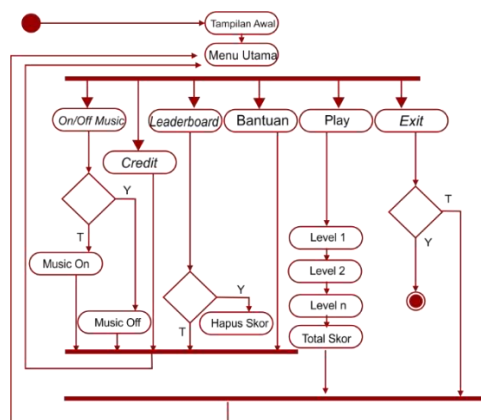 Tampilan Awal
Menu Utama
On/Off Music
Leaderboard
Bantuan
Play
Exit
Credit
Y
T
T
Y
Music On
Level 1
Level 2
Level n
Y
T
Music Off
Hapus Skor
Total Skor